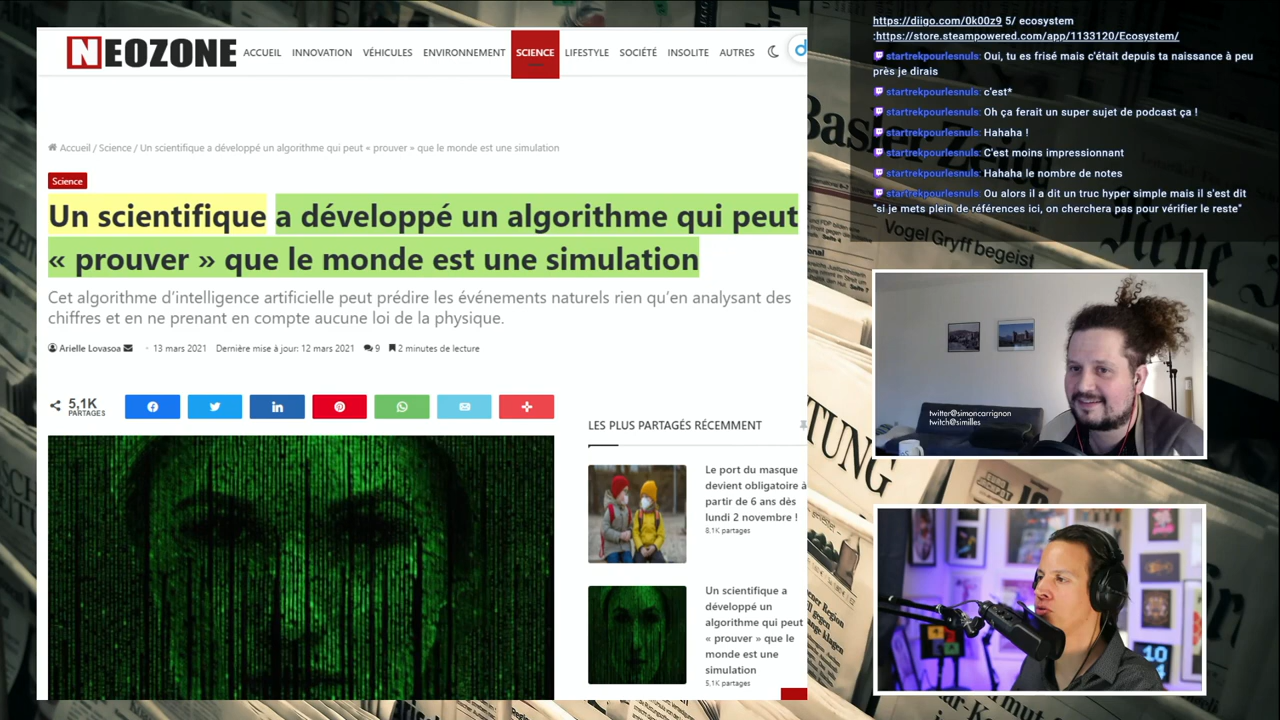 NEOZONE
ACCUEIL INNOVATION VÉHICULES ENVIRONNEMENT SCIENCE LIFESTYLE SOCIÉTÉ INSOLITE AUTRES
Accueil / Science / Un scientifique a développé un algorithme qui peut « prouver » que le monde est une simulation
Science
Un scientifique a développé un algorithme qui peut
« prouver » que le monde est une simulation
Cet algorithme d'intelligence artificielle peut prédire les événements naturels rien qu'en analysant des
chiffres et en ne prenant en compte aucune loi de la physique.
Arielle Lovasoa - 13 mars 2021 Dernière mise à jour: 12 mars 2021 9 2 minutes de lecture
5,1K
PARTAGES
LES PLUS PARTAGÉS RÉCEMMENT
Le port du masque
devient obligatoire à
partir de 6 ans dès
lundi 2 novembre !
8,1K partages
Un scientifique a
développé un
algorithme qui peut
« prouver » que le
monde est une
simulation
5,1K partages
https://diigo.com/0k00z9 5/ ecosystem
:https://store.steampowered.com/app/1133120/Ecosystem/
startrekpourlesnuls: Oui, tu es frisé mais c'était depuis ta naissance à peu
près je dirais
startrekpourlesnuls: c'est*
startrekpourlesnuls: Oh ça ferait un super sujet de podcast ça !
startrekpourlesnuls: Hahaha !
startrekpourlesnuls: C'est moins impressionnant
startrekpourlesnuls: Hahaha le nombre de notes
startrekpourlesnuls: Ou alors il a dit un truc hyper simple mais il s'est dit
"si je mets plein de références ici, on cherchera pas pour vérifier le reste"
Vogel Gryff begeist
twitter@simoncarrignon
twitch@similles
TUNG